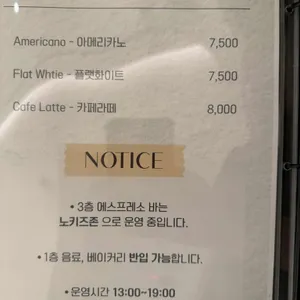 Americano - 아메리카노 7,500
Flat Whtie - 플랫화이트 7,500
Cafe Latte - 카페라떼 8,000
NOTICE
• 3층 에스프레소 바는
노키즈존 으로 운영 중입니다.
• 1층 음료, 베이커리 반입 가능합니다.
• 운영시간 13:00~19:00